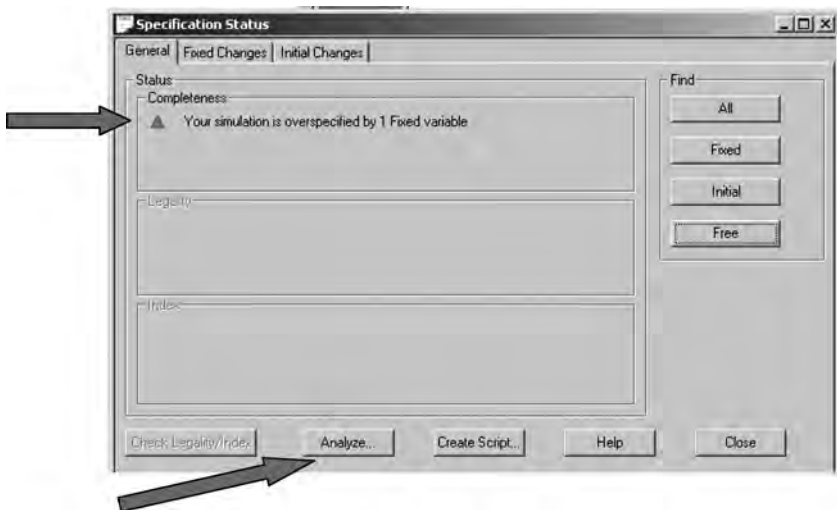 Specification Status
General Fixed Changes Initial Changes
Status
Completeness
Your simulation is overspecified by 1 Fixed variable
Legality
Index
Find
All
Fixed
Initial
Free
Check Legality/Index Analyze... Create Script... Help Close